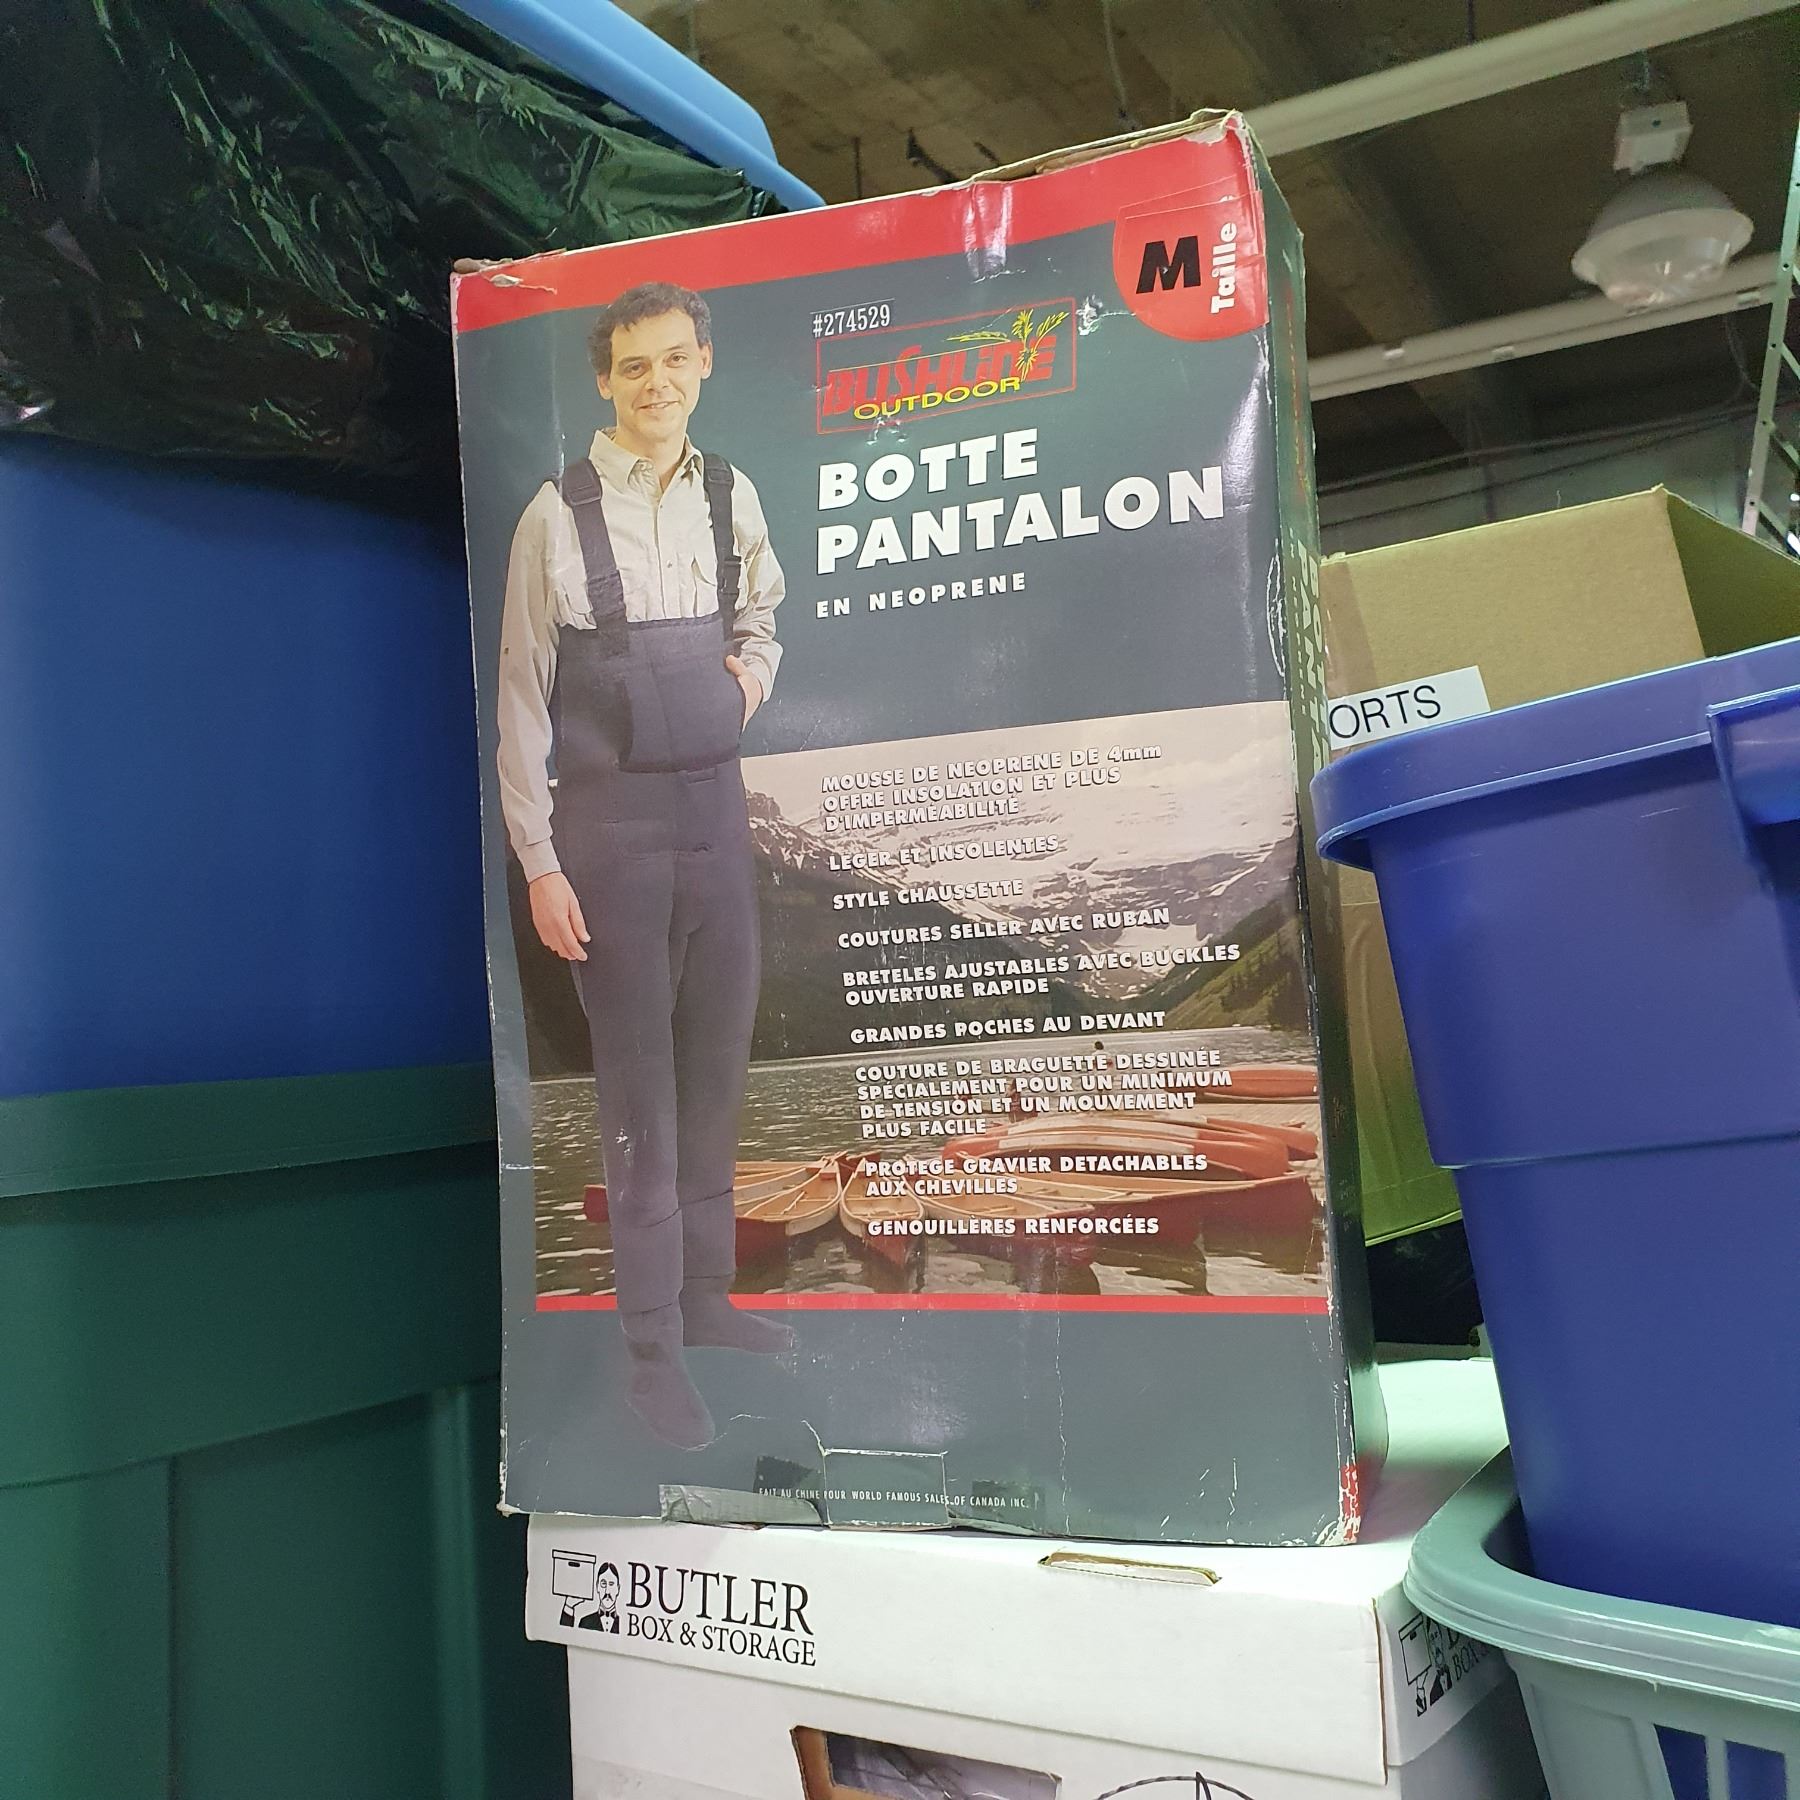 M
Taille
#274529
BUSHLINE
OUTDOOR
BOTTE
PANTALON
EN NEOPRENE
MOUSSE DE NEOPRENE DE 4mm
OFFRE INSOLATION ET PLUS
D'IMPERMÉABILITÉ
LÉGER ET INSOLENTES
STYLE CHAUSSETTE
COUTURES SELLER AVEC RUBAN
BRETELES AJUSTABLES AVEC BUCKLES
OUVERTURE RAPIDE
GRANDES POCHES AU DEVANT
COUTURE DE BRAGUETTE DESSINÉE
SPÉCIALEMENT POUR UN MINIMUM
DE TENSION ET UN MOUVEMENT
PLUS FACILE
PROTEGE GRAVIER DETACHABLES
AUX CHEVILLES
GENOUILLÈRES RENFORCÉES
FAIT AU CHINE POUR WORLD FAMOUS SALES OF CANADA INC.
ORTS
BUTLER
BOX & STORAGE